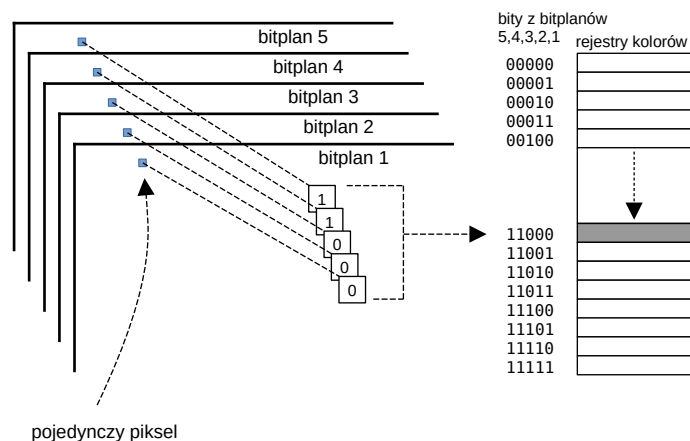 bitplan 5
bitplan 4
bitplan 3
bitplan 2
bitplan 1
1
1
0
0
0
pojedynczy piksel
bity z bitplanów
5,4,3,2,1
rejestry kolorów
00000
00001
00010
00011
00100
11000
11001
11010
11011
11100
11101
11110
11111